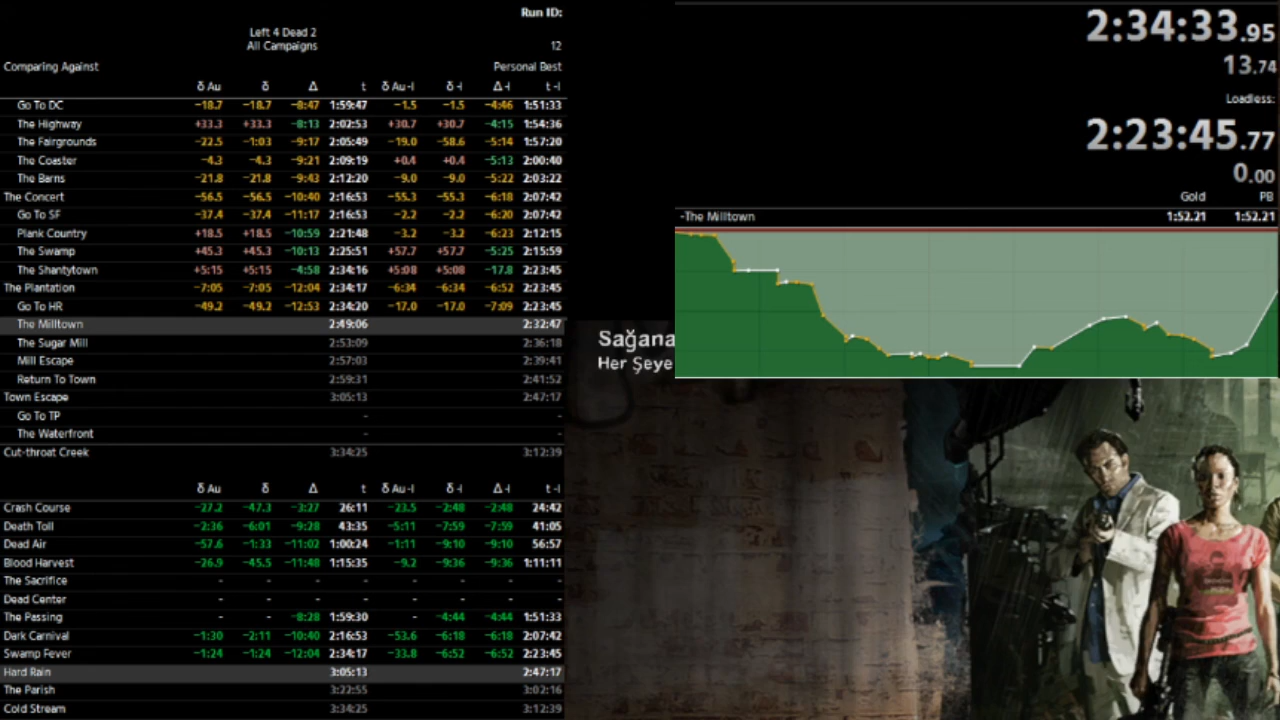 Run ID:
Left 4 Dead 2
All Campaigns
12
Comparing Against Personal Best
δ Au δ Δ t δ Au-l δ -l Δ -l t -l
Go To DC −18.7 −18.7 −8:47 1:59:47 −1.5 −1.5 −4:46 1:51:33
The Highway +33.3 +33.3 −8:13 2:02:53 +30.7 +30.7 −4:15 1:54:36
The Fairgrounds −22.5 −1:03 −9:17 2:05:49 −19.0 −58.6 −5:14 1:57:20
The Coaster −4.3 −4.3 −9:21 2:09:19 +0.4 +0.4 −5:13 2:00:40
The Barns −21.8 −21.8 −9:43 2:12:20 −9.0 −9.0 −5:22 2:03:22
The Concert −56.5 −56.5 −10:40 2:16:53 −55.3 −55.3 −6:18 2:07:42
Go To SF −37.4 −37.4 −11:17 2:16:53 −2.2 −2.2 −6:20 2:07:42
Plank Country +18.5 +18.5 −10:59 2:21:48 −3.2 −3.2 −6:23 2:12:15
The Swamp +45.3 +45.3 −10:13 2:25:51 +57.7 +57.7 −5:25 2:15:59
The Shantytown +5:15 +5:15 −4:58 2:34:16 +5:08 +5:08 −17.8 2:23:45
The Plantation −7:05 −7:05 −12:04 2:34:17 −6:34 −6:34 −6:52 2:23:45
Go To HR −49.2 −49.2 −12:53 2:34:20 −17.0 −17.0 −7:09 2:23:45
The Milltown 2:49:06 2:32:47
The Sugar Mill 2:53:09 2:36:18
Mill Escape 2:57:03 2:39:41
Return To Town 2:59:31 2:41:52
Town Escape 3:05:13 2:47:17
Go To TP - -
The Waterfront - -
Cut-throat Creek 3:34:25 3:12:39
δ Au δ Δ t δ Au-l δ -l Δ -l t -l
Crash Course −27.2 −47.3 −3:27 26:11 −23.5 −2:48 −2:48 24:42
Death Toll −2:36 −6:01 −9:28 43:35 −5:11 −7:59 −7:59 41:05
Dead Air −57.6 −1:33 −11:02 1:00:24 −1:11 −9:10 −9:10 56:57
Blood Harvest −26.9 −45.5 −11:48 1:15:35 −9.2 −9:36 −9:36 1:11:11
The Sacrifice - - - - - - - -
Dead Center - - - - - - - -
The Passing - - −8:28 1:59:30 - −4:44 −4:44 1:51:33
Dark Carnival −1:30 −2:11 −10:40 2:16:53 −53.6 −6:18 −6:18 2:07:42
Swamp Fever −1:24 −1:24 −12:04 2:34:17 −33.8 −6:52 −6:52 2:23:45
Hard Rain 3:05:13 2:47:17
The Parish 3:22:55 3:02:16
Cold Stream 3:34:25 3:12:39
2:34:33.95
13.74
Loadless:
2:23:45.77
0.00
Gold PB
-The Milltown 1:52.21 1:52.21
Sağana
Her Şeye